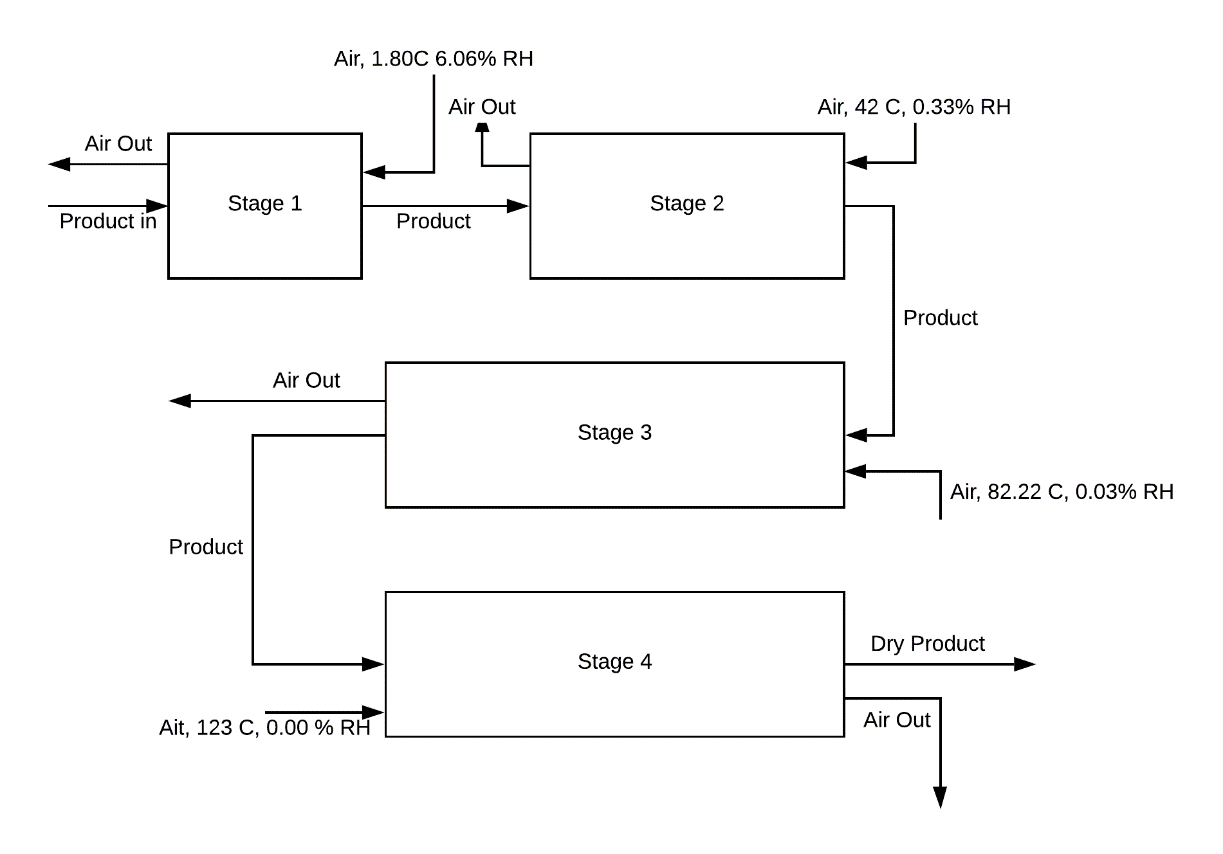 Air, 1.80C 6.06% RH
Air Out
Air, 42 C, 0.33% RH
Air Out
Stage 1
Stage 2
Product in
Product
Product
Air Out
Stage 3
Air, 82.22 C, 0.03% RH
Product
Dry Product
Stage 4
Air Out
Ait, 123 C, 0.00 % RH